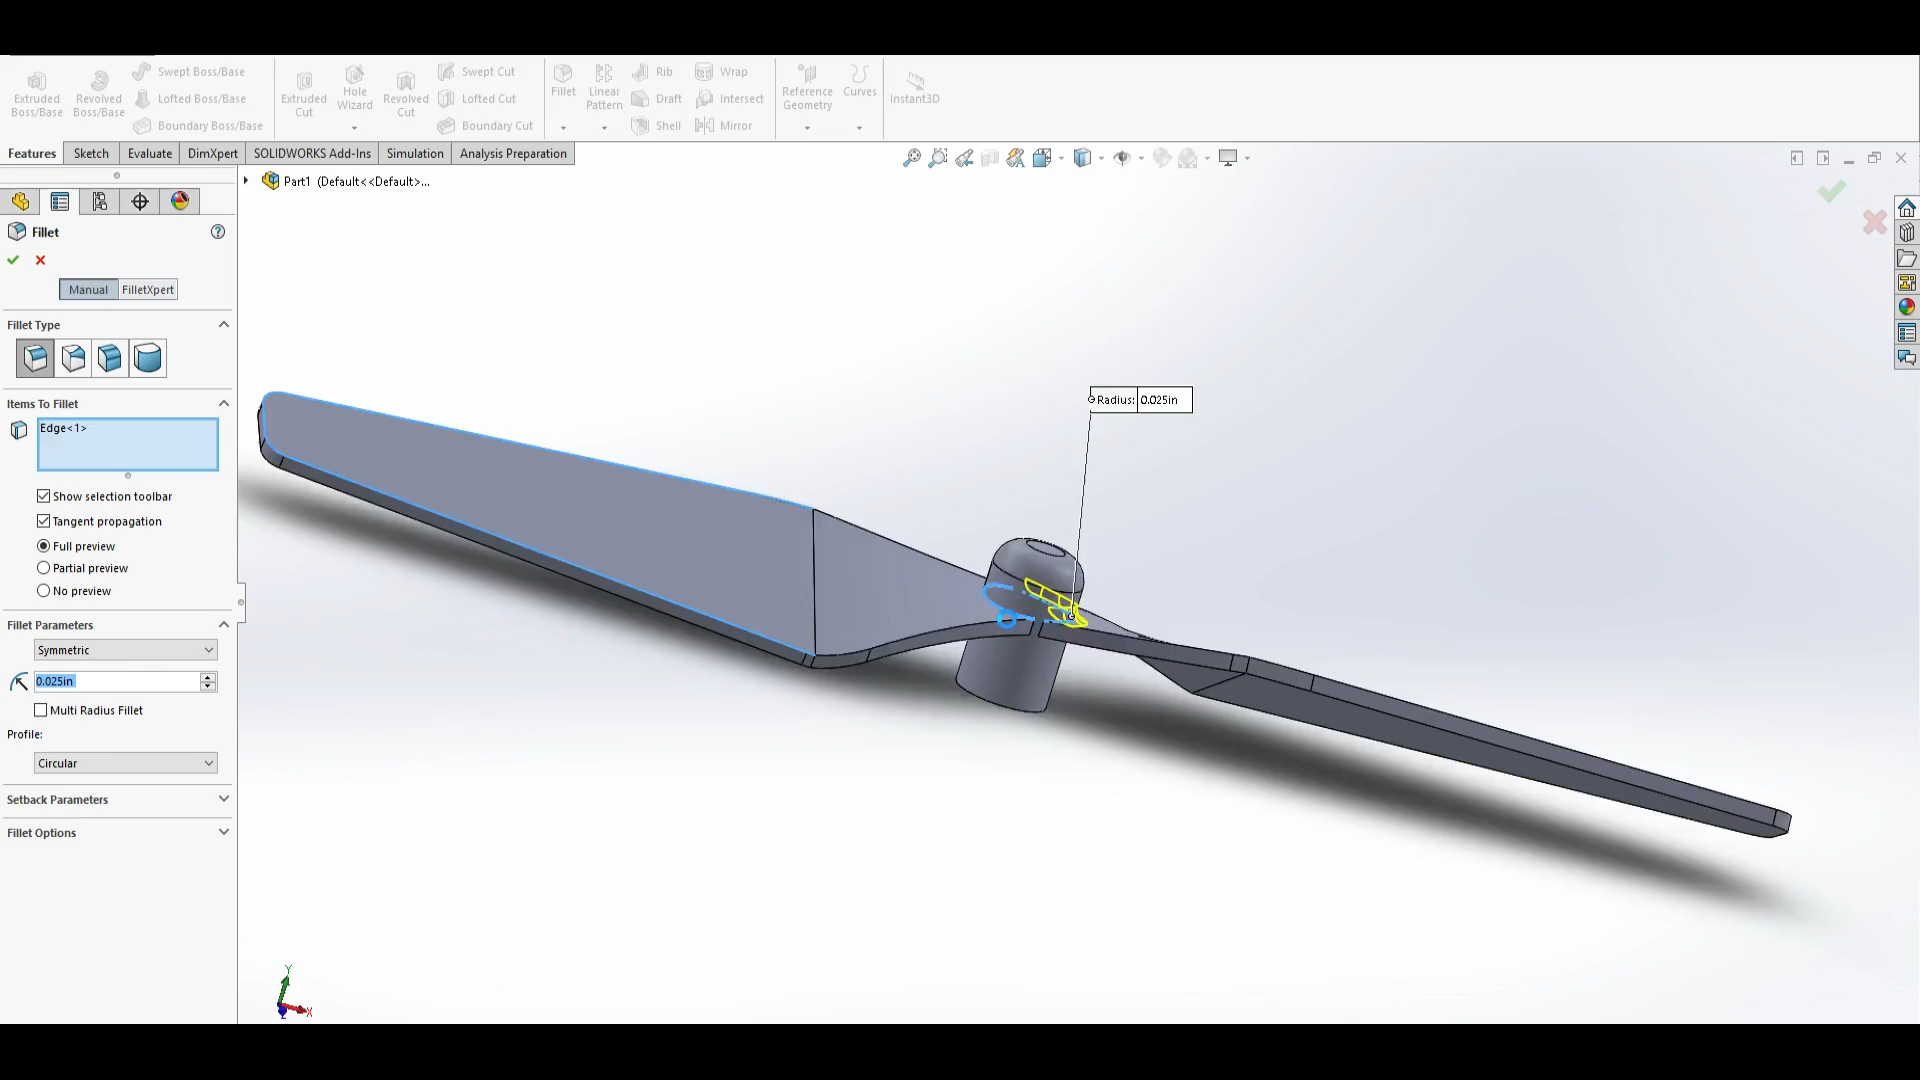 Extruded Boss/Base
Revolved Boss/Base
Swept Boss/Base
Lofted Boss/Base
Boundary Boss/Base
Extruded Cut
Hole Wizard
Revolved Cut
Swept Cut
Lofted Cut
Boundary Cut
Fillet
Linear Pattern
Rib
Draft
Shell
Wrap
Intersect
Mirror
Reference Geometry
Curves
Instant3D
Features
Sketch
Evaluate
DimXpert
SOLIDWORKS Add-Ins
Simulation
Analysis Preparation
Part1 (Default<<Default>...
Fillet
Manual
FilletXpert
Fillet Type
Items To Fillet
Edge<1>
Show selection toolbar
Tangent propagation
Full preview
Partial preview
No preview
Fillet Parameters
Symmetric
0.025in
Multi Radius Fillet
Profile:
Circular
Setback Parameters
Fillet Options
Radius: 0.025in
Y
X
Z